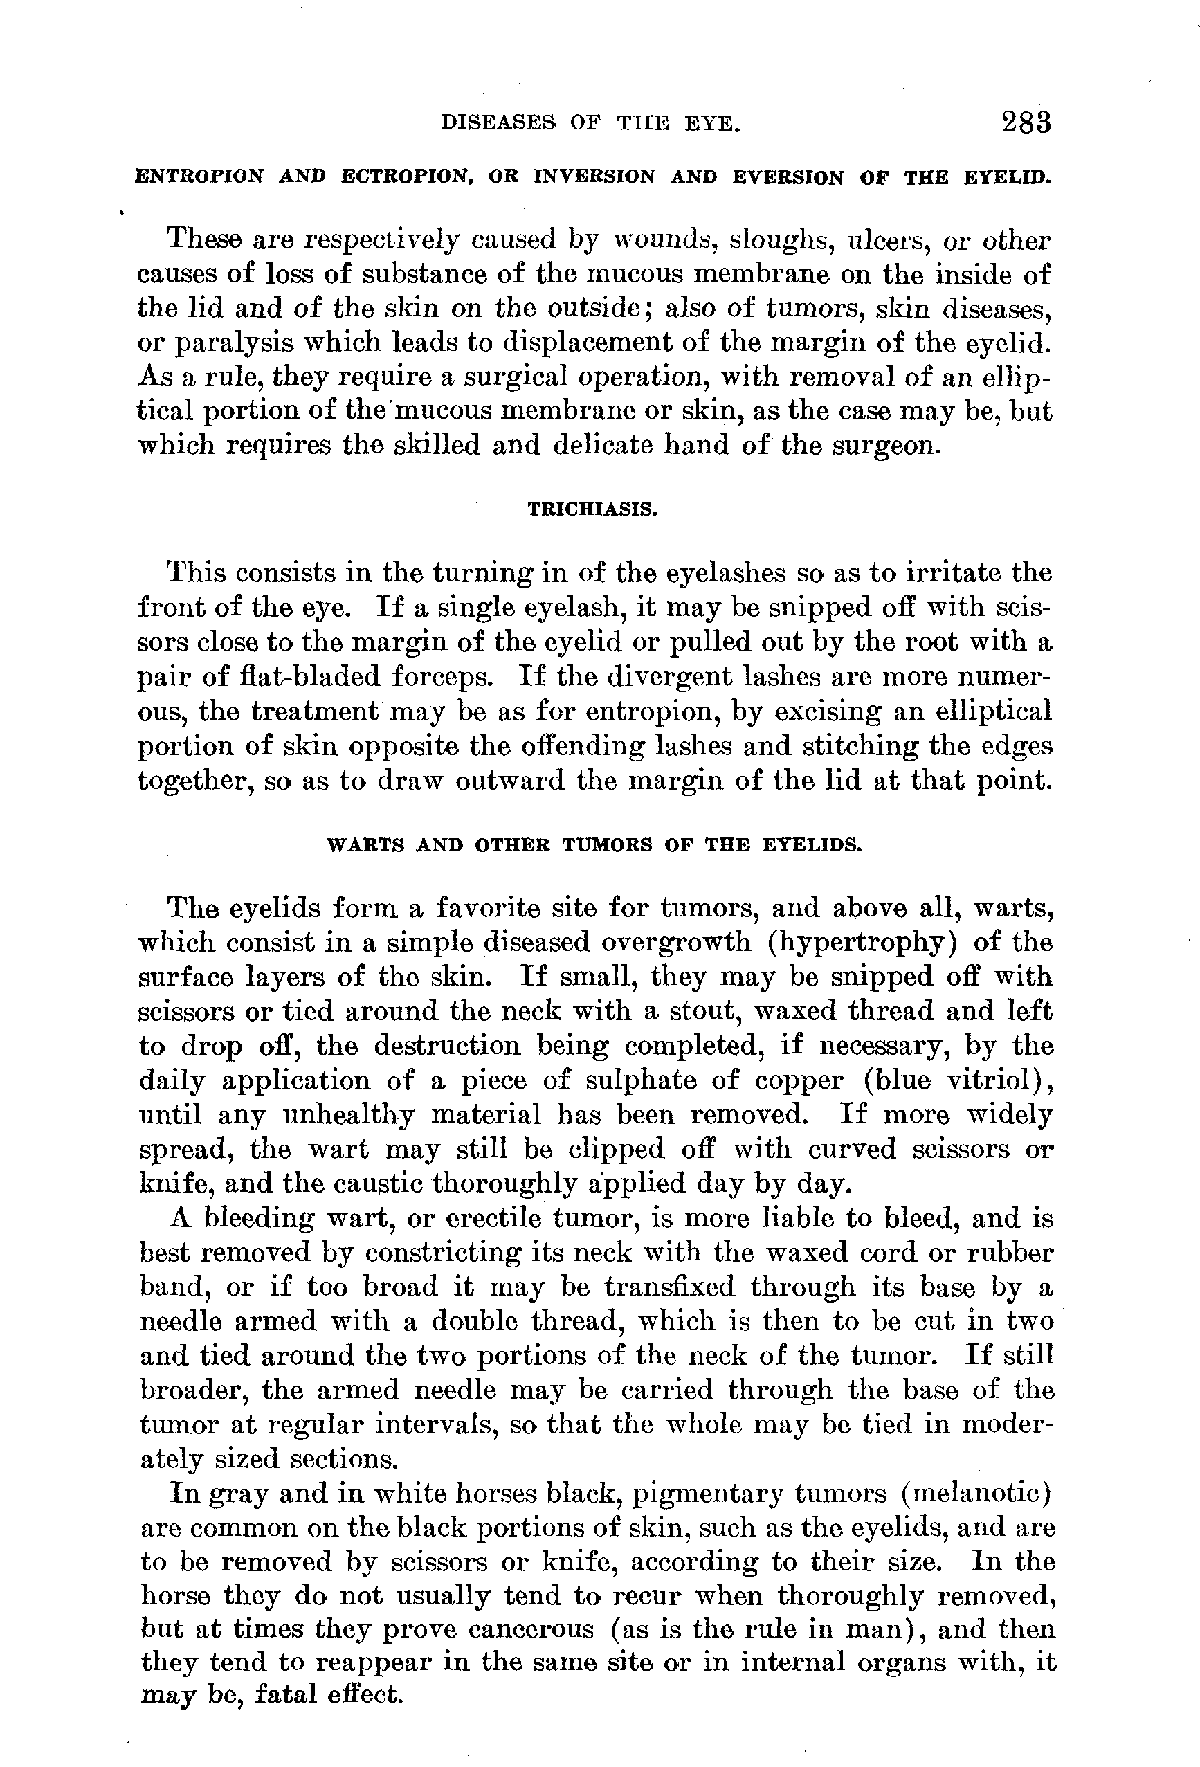 DISEASES OF THE EYE. 283
ENTROPION AND ECTROPION, OR INVERSION AND EVERSION OF THE EYELID.
These are respectively caused by wounds, sloughs, ulcers, or other
causes of loss of substance of the mucous membrane on the inside of
the lid and of the skin on the outside; also of tumors, skin diseases,
or paralysis which leads to displacement of the margin of the eyelid.
As a rule, they require a surgical operation, with removal of an ellip-
tical portion of the mucous membrane or skin, as the case may be, but
which requires the skilled and delicate hand of the surgeon.
TRICHIASIS.
This consists in the turning in of the eyelashes so as to irritate the
front of the eye. If a single eyelash, it may be snipped off with scis-
sors close to the margin of the eyelid or pulled out by the root with a
pair of flat-bladed forceps. If the divergent lashes are more numer-
ous, the treatment may be as for entropion, by excising an elliptical
portion of skin opposite the offending lashes and stitching the edges
together, so as to draw outward the margin of the lid at that point.
WARTS AND OTHER TUMORS OF THE EYELIDS.
The eyelids form a favorite site for tumors, and above all, warts,
which consist in a simple diseased overgrowth (hypertrophy) of the
surface layers of the skin. If small, they may be snipped off with
scissors or tied around the neck with a stout, waxed thread and left
to drop off, the destruction being completed, if necessary, by the
daily application of a piece of sulphate of copper (blue vitriol),
until any unhealthy material has been removed. If more widely
spread, the wart may still be clipped off with curved scissors or
knife, and the caustic thoroughly applied day by day.
A bleeding wart, or erectile tumor, is more liable to bleed, and is
best removed by constricting its neck with the waxed cord or rubber
band, or if too broad it may be transfixed through its base by a
needle armed with a double thread, which is then to be cut in two
and tied around the two portions of the neck of the tumor. If still
broader, the armed needle may be carried through the base of the
tumor at regular intervals, so that the whole may be tied in moder-
ately sized sections.
In gray and in white horses black, pigmentary tumors (melanotic)
are common on the black portions of skin, such as the eyelids, and are
to be removed by scissors or knife, according to their size. In the
horse they do not usually tend to recur when thoroughly removed,
but at times they prove cancerous (as is the rule in man), and then
they tend to reappear in the same site or in internal organs with, it
may be, fatal effect.